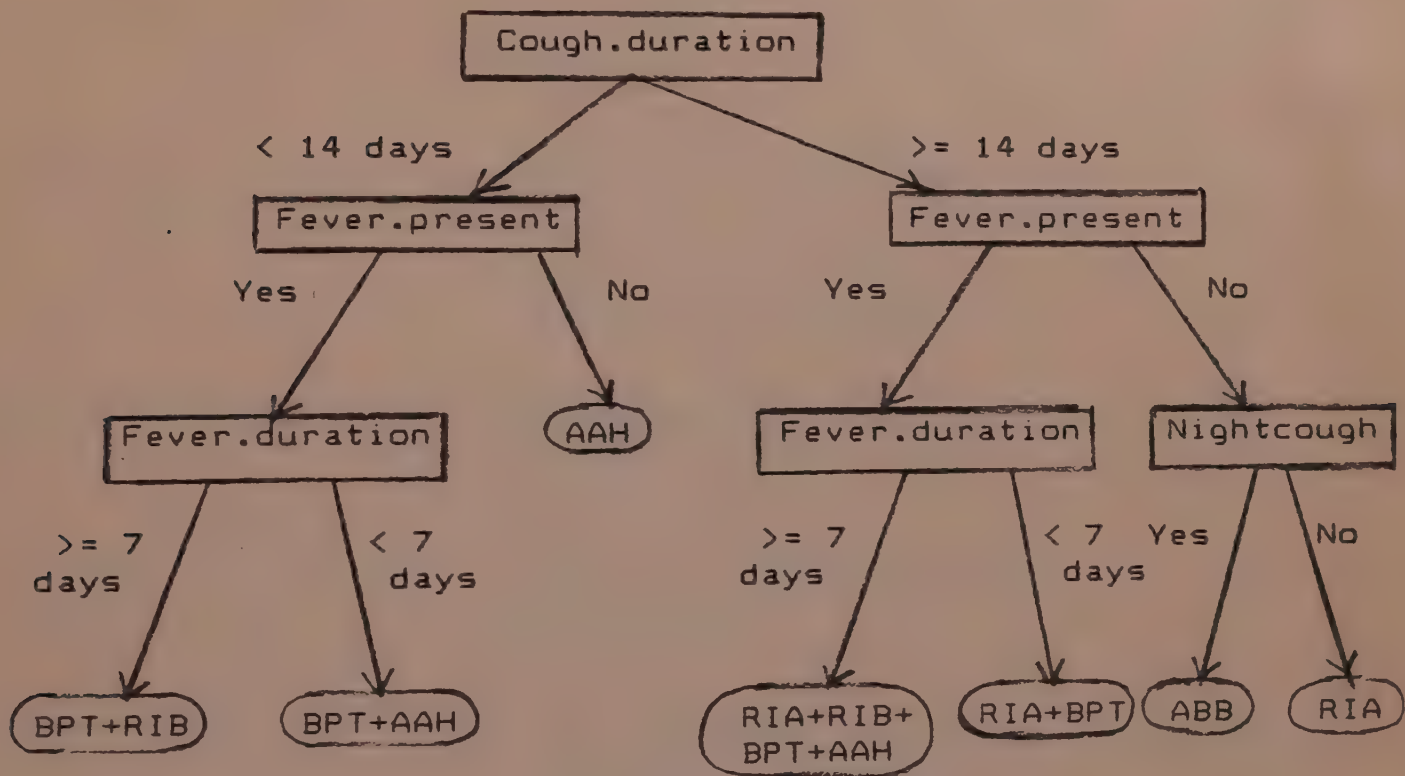 Cough.duration
< 14 days
>= 14 days
Fever.present
Fever.present
Yes
No
Yes
No
Fever.duration
AAH
Fever.duration
Nightcough
>= 7
days
< 7
days
>= 7
days
< 7
days
Yes
No
BPT+RIB
BPT+AAH
RIA+RIB+
BPT+AAH
RIA+BPT
ABB
RIA